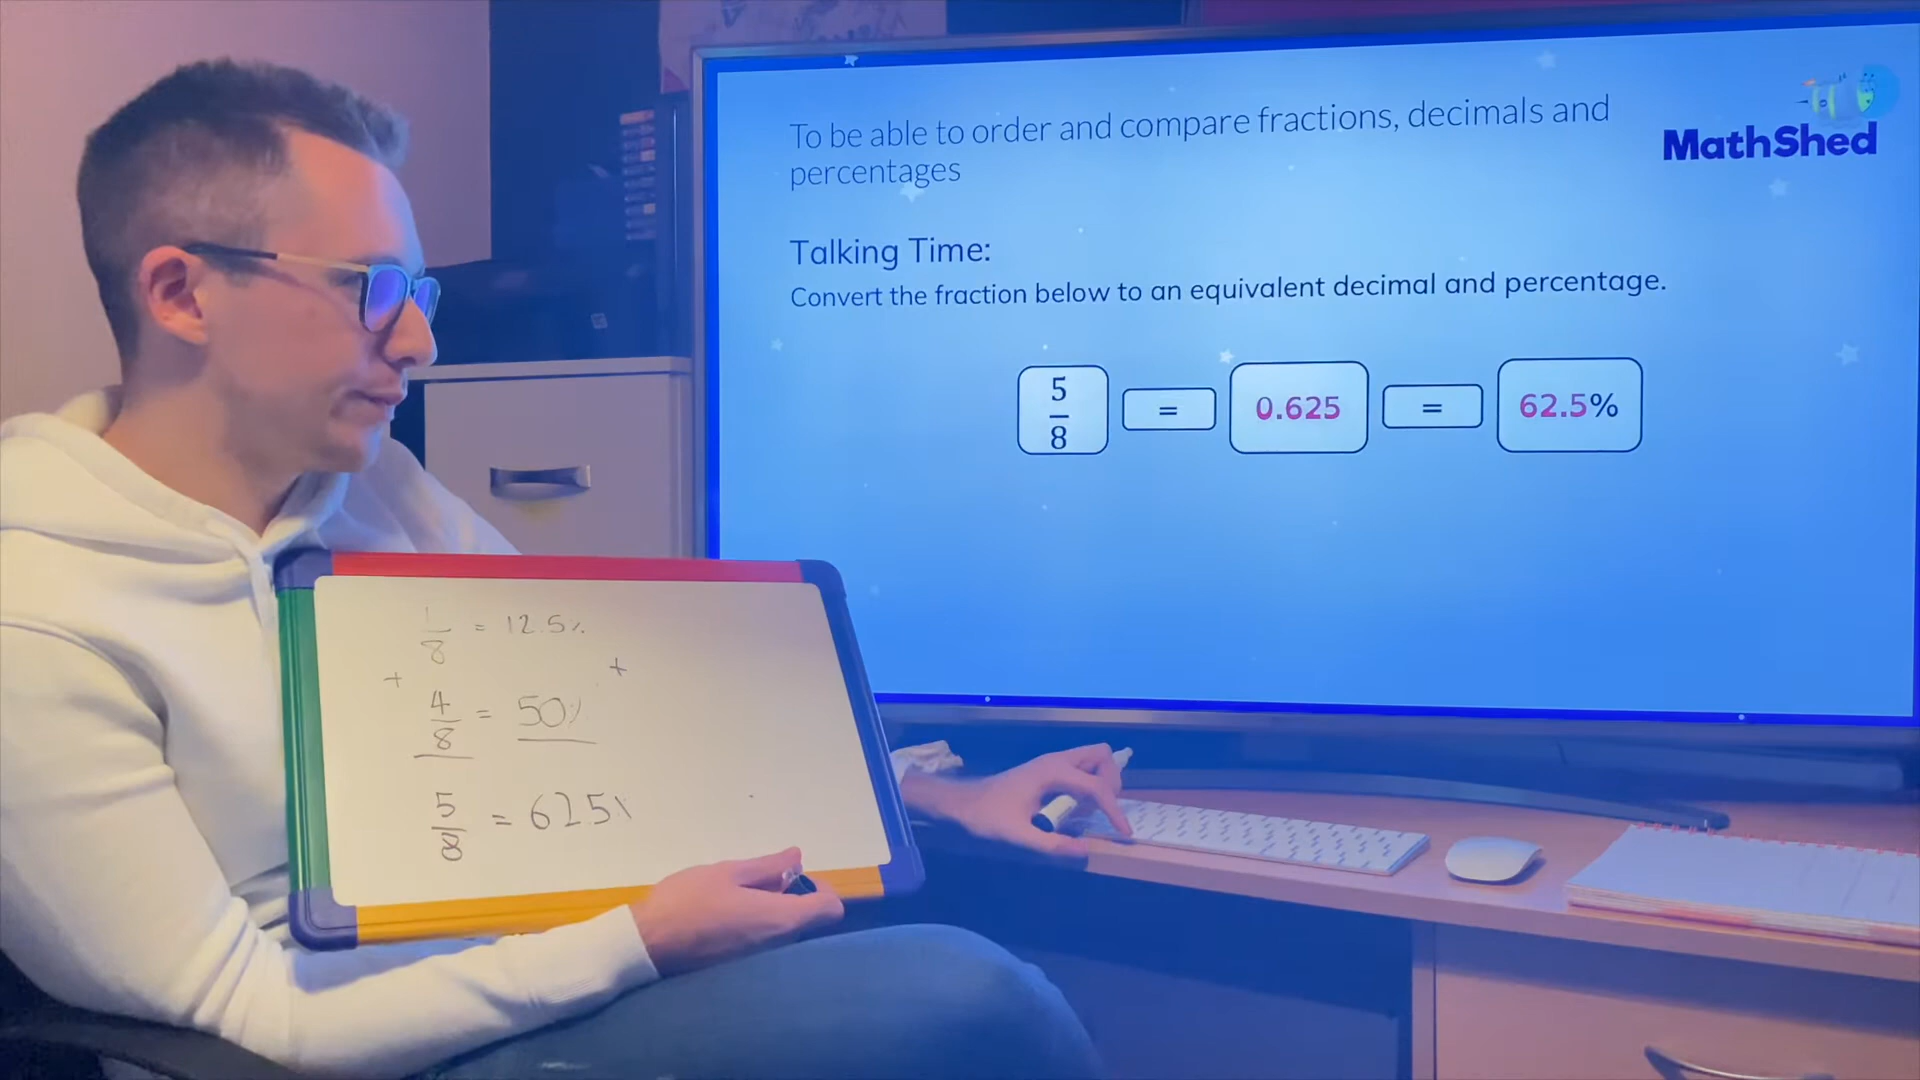 To be able to order and compare fractions, decimals and
percentages
MathShed
Talking Time:
Convert the fraction below to an equivalent decimal and percentage.
5/8 = 0.625 = 62.5%
1/8 = 12.5%
+ +
4/8 = 50%
5/8 = 625%